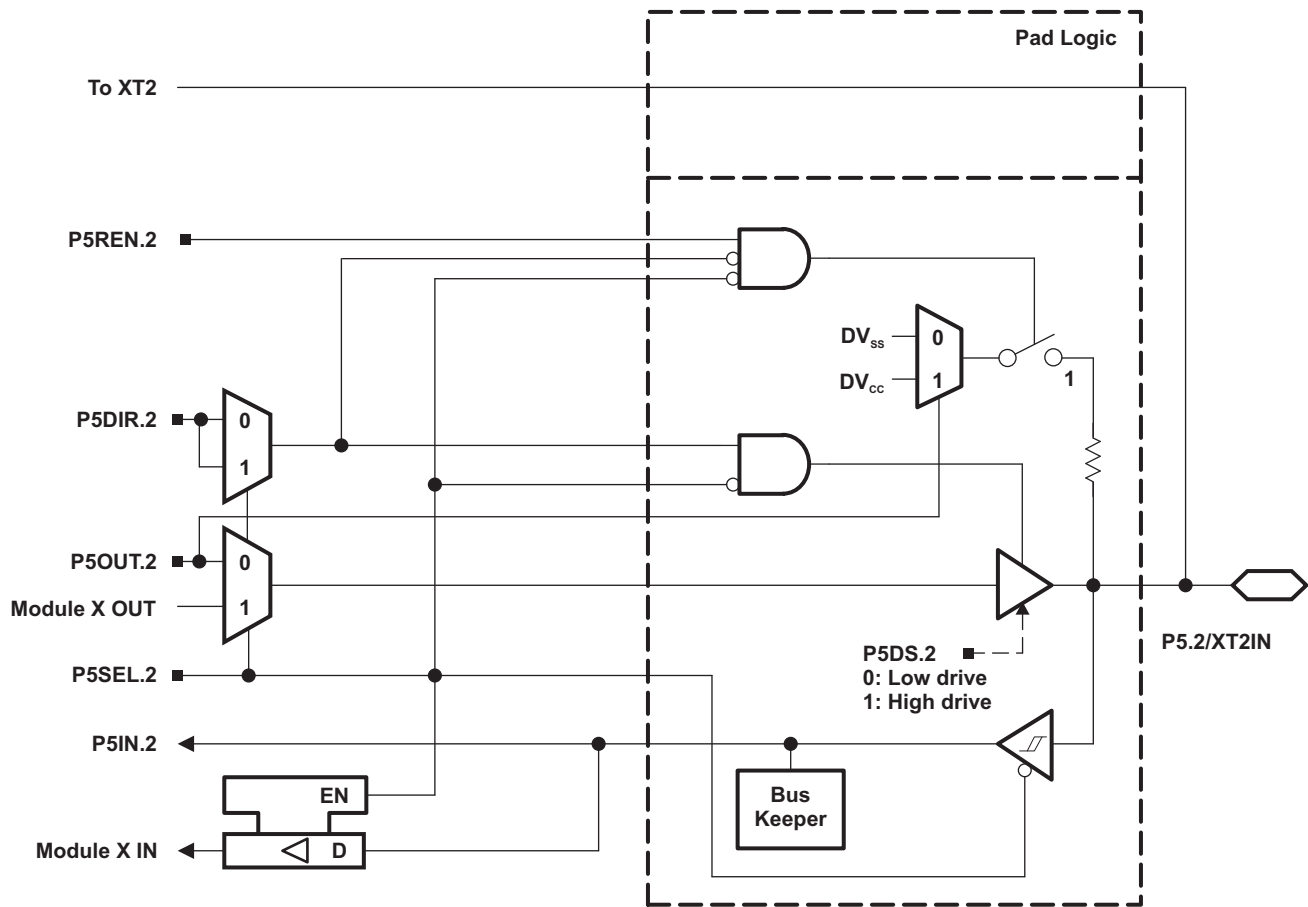 Pad Logic
To XT2
P5REN.2
DVSS
0
DVCC
1
1
P5DIR.2
0
1
P5OUT.2
0
Module X OUT
1
P5DS.2
0: Low drive
1: High drive
P5.2/XT2IN
P5SEL.2
P5IN.2
EN
Bus
Keeper
Module X IN
D